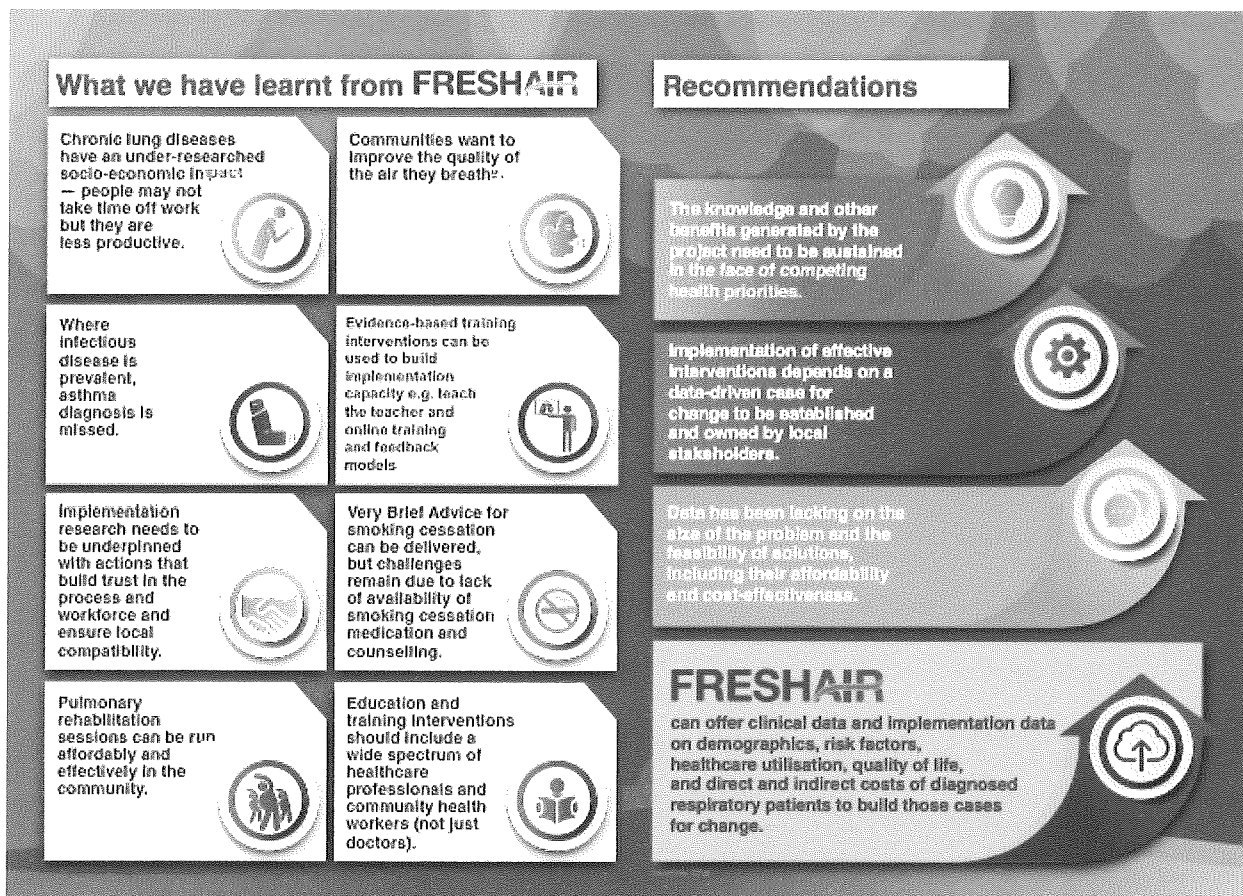 What we have learnt from FRESHAIR
Chronic lung diseases
have an under-researched
socio-economic impact
— people may not
take time off work
but they are
less productive.
Communities want to
improve the quality of
the air they breathe.
Where
infectious
disease is
prevalent,
asthma
diagnosis is
missed.
Evidence-based training
interventions can be
used to build
implementation
capacity e.g. teach
the teacher and
online training
and feedback
models
Implementation
research needs to
be underpinned
with actions that
build trust in the
process and
workforce and
ensure local
compatibility.
Very Brief Advice for
smoking cessation
can be delivered,
but challenges
remain due to lack
of availability of
smoking cessation
medication and
counselling.
Pulmonary
rehabilitation
sessions can be run
affordably and
effectively in the
community.
Education and
training interventions
should include a
wide spectrum of
healthcare
professionals and
community health
workers (not just
doctors).
Recommendations
The knowledge and other
benefits generated by the
project need to be sustained
in the face of competing
health priorities.
Implementation of effective
interventions depends on a
data-driven case for
change to be established
and owned by local
stakeholders.
Data has been lacking on the
size of the problem and the
feasibility of solutions,
including their affordability
and cost-effectiveness.
FRESHAIR
can offer clinical data and implementation data
on demographics, risk factors,
healthcare utilisation, quality of life,
and direct and indirect costs of diagnosed
respiratory patients to build those cases
for change.